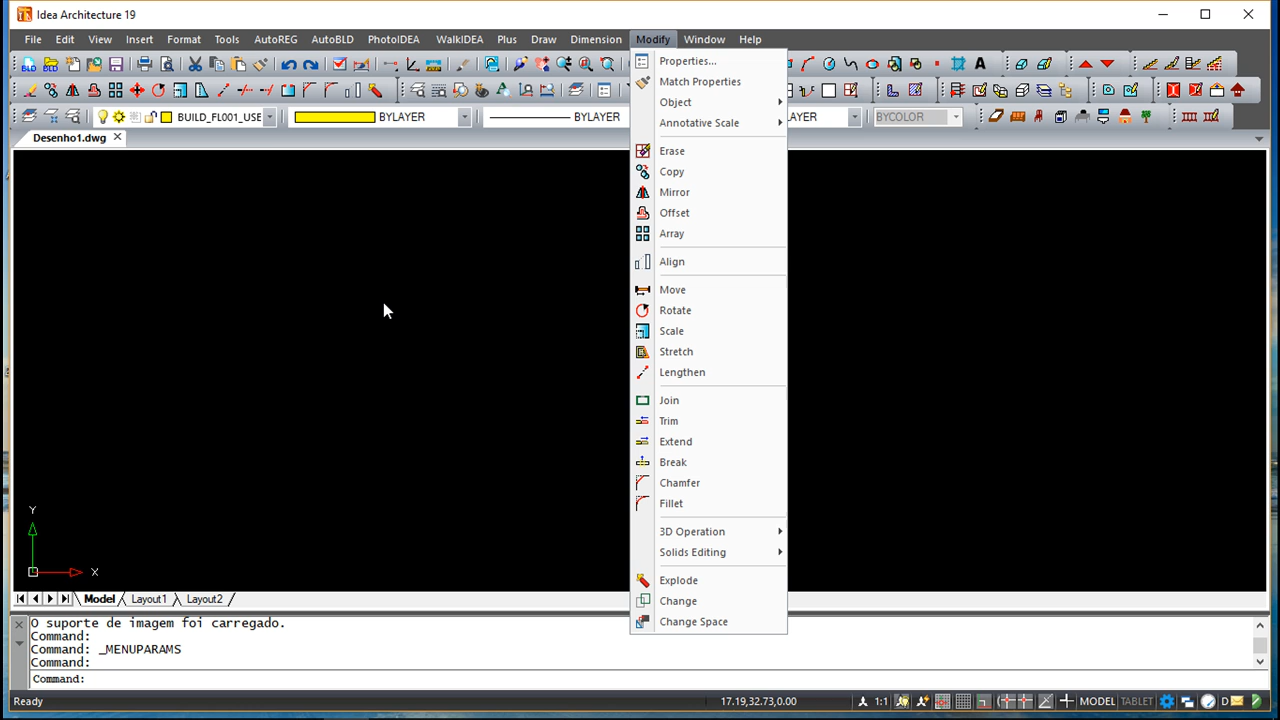 Idea Architecture 19
File Edit View Insert Format Tools AutoREG AutoBLD PhotoIDEA WalkIDEA Plus Draw Dimension Modify Window Help
BUILD_FL001_USE BYLAYER BYLAYER AYER BYCOLOR
Desenho1.dwg
Properties...
Match Properties
Object
Annotative Scale
Erase
Copy
Mirror
Offset
Array
Align
Move
Rotate
Scale
Stretch
Lengthen
Join
Trim
Extend
Break
Chamfer
Fillet
3D Operation
Solids Editing
Explode
Change
Change Space
Y
X
Model Layout1 Layout2
O suporte de imagem foi carregado.
Command:
Command: _MENUPARAMS
Command:
Command:
Ready 17.19,32.73,0.00 1:1 MODEL TABLET D